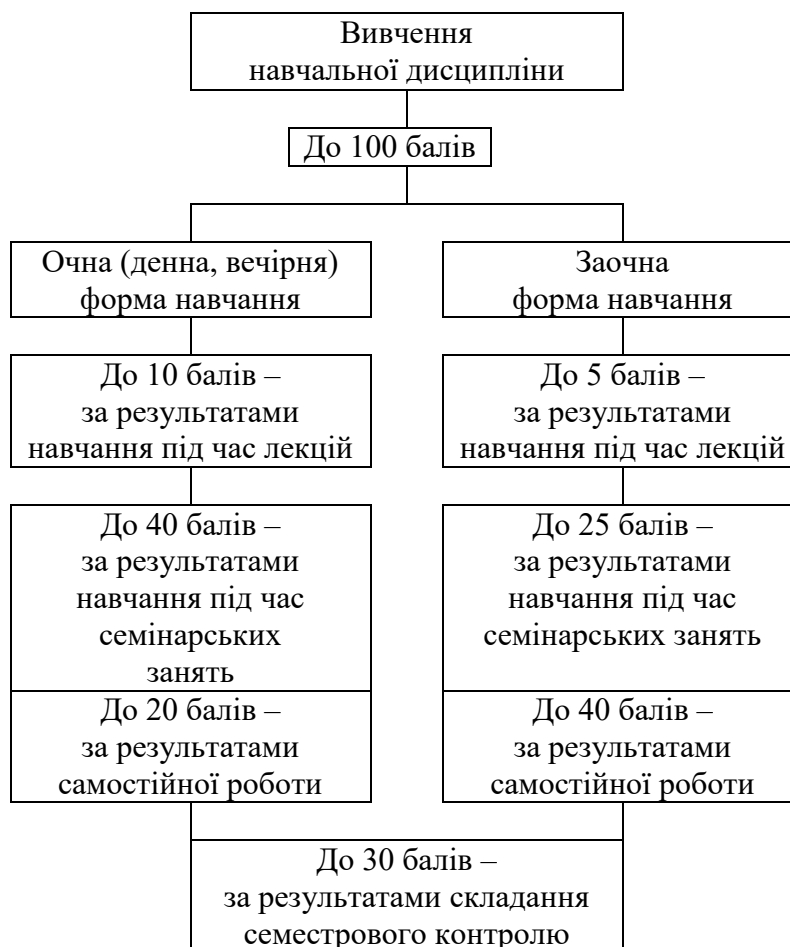 Вивчення
навчальної дисципліни
До 100 балів
Очна (денна, вечірня)
форма навчання
Заочна
форма навчання
До 10 балів –
за результатами
навчання під час лекцій
До 5 балів –
за результатами
навчання під час лекцій
До 40 балів –
за результатами
навчання під час
семінарських
занять
До 25 балів –
за результатами
навчання під час
семінарських занять
До 20 балів –
за результатами
самостійної роботи
До 40 балів –
за результатами
самостійної роботи
До 30 балів –
за результатами складання
семестрового контролю